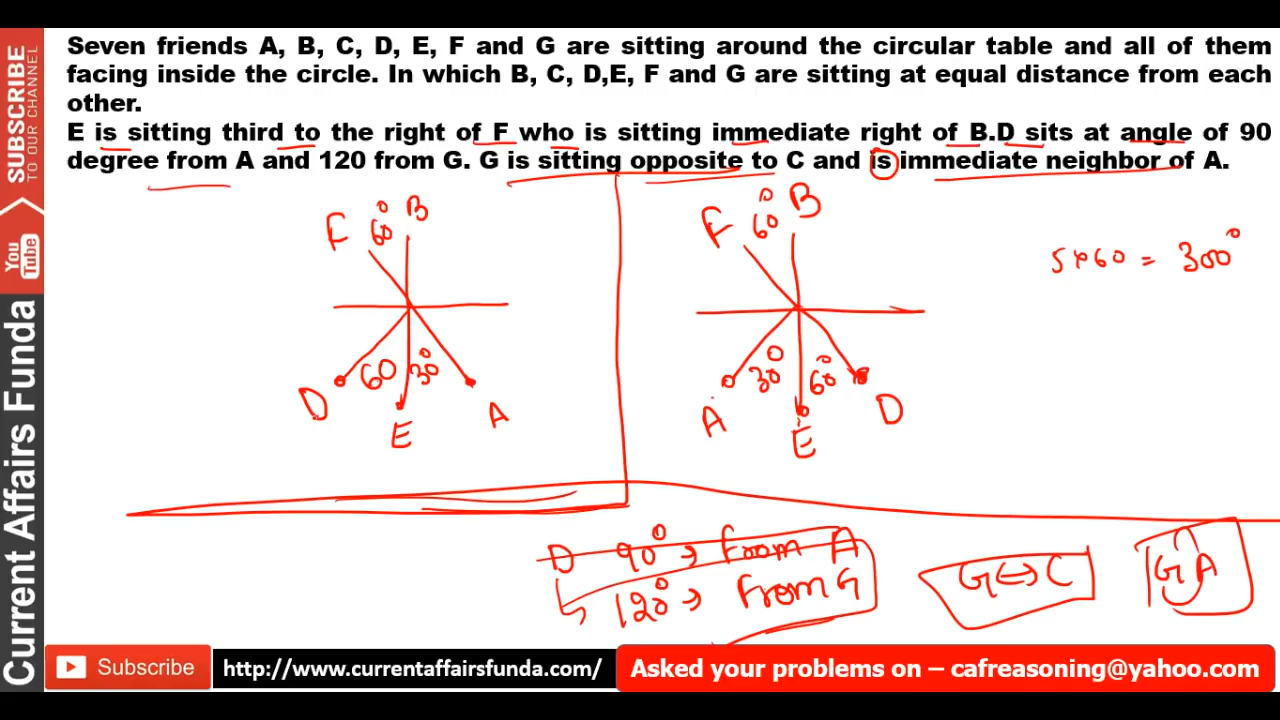 Seven friends A, B, C, D, E, F and G are sitting around the circular table and all of them
facing inside the circle. In which B, C, D,E, F and G are sitting at equal distance from each
other.
E is sitting third to the right of F who is sitting immediate right of B.D sits at angle of 90
degree from A and 120 from G. G is sitting opposite to C and is immediate neighbor of A.
F 60° B
F 60° B
5×60 = 300°
60 30°
30° 60°
D E A
A E D
D 90° → from A
120° → from G
G ↔ C
G A
SUBSCRIBE
TO OUR CHANNEL
You Tube
Current Affairs Funda
Subscribe
http://www.currentaffairsfunda.com/
Asked your problems on – cafreasoning@yahoo.com